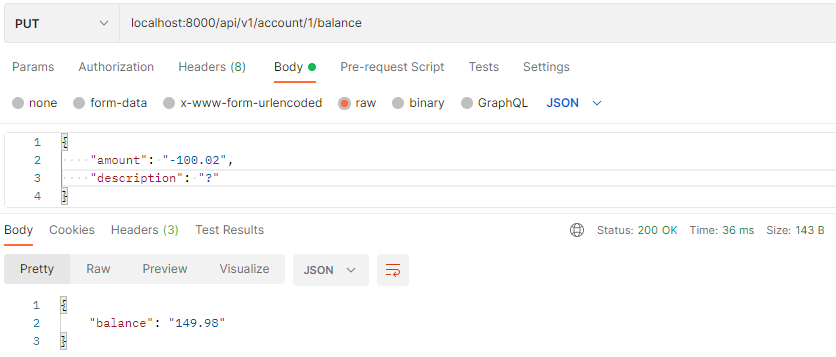 PUT localhost:8000/api/v1/account/1/balance
Params Authorization Headers (8) Body Pre-request Script Tests Settings
none form-data x-www-form-urlencoded raw binary GraphQL JSON
1 {
2 "amount": "-100.02",
3 "description": "?"
4 }
Body Cookies Headers (3) Test Results Status: 200 OK Time: 36 ms Size: 143 B
Pretty Raw Preview Visualize JSON
1 {
2 "balance": "149.98"
3 }